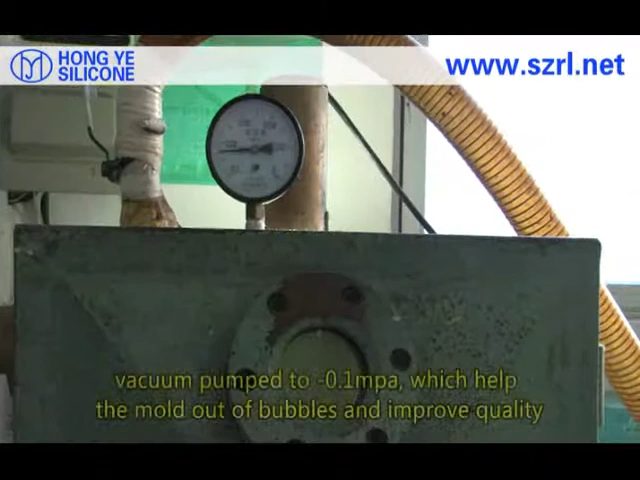 HONG YE
SILICONE
www.szrl.net
vacuum pumped to -0.1mpa, which help
the mold out of bubbles and improve quality